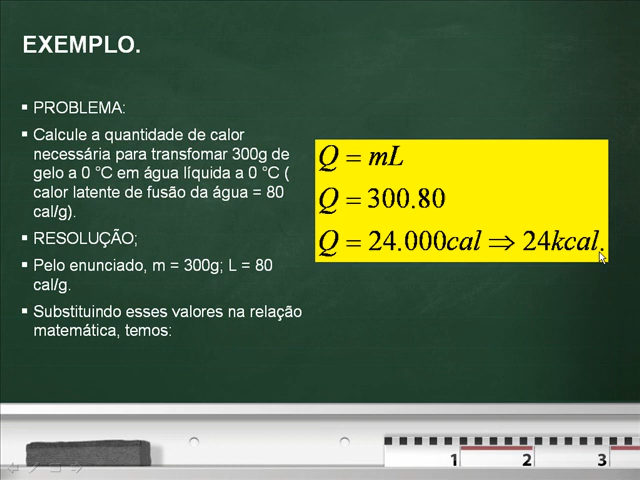 EXEMPLO.
▪ PROBLEMA:
▪ Calcule a quantidade de calor
necessária para transfomar 300g de
gelo a 0 °C em água líquida a 0 °C (
calor latente de fusão da água = 80
cal/g).
▪ RESOLUÇÃO;
▪ Pelo enunciado, m = 300g; L = 80
cal/g.
▪ Substituindo esses valores na relação
matemática, temos:
Q = mL
Q = 300.80
Q = 24.000cal ⇒ 24kcal.
1 2 3